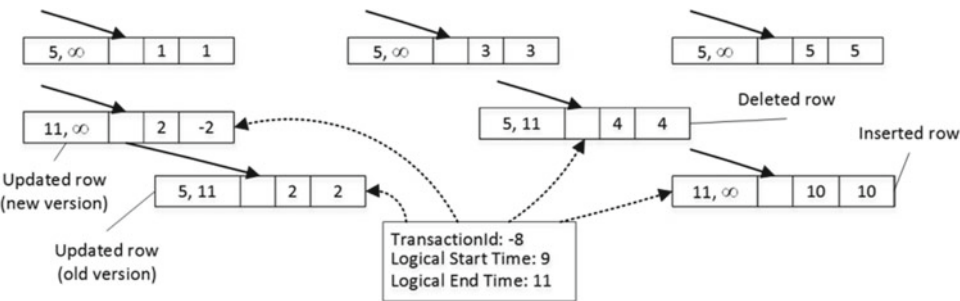 5, ∞ 1 1
5, ∞ 3 3
5, ∞ 5 5
11, ∞ 2 -2
5, 11 4 4
Deleted row
Inserted row
Updated row
(new version)
5, 11 2 2
11, ∞ 10 10
Updated row
(old version)
TransactionId: -8
Logical Start Time: 9
Logical End Time: 11